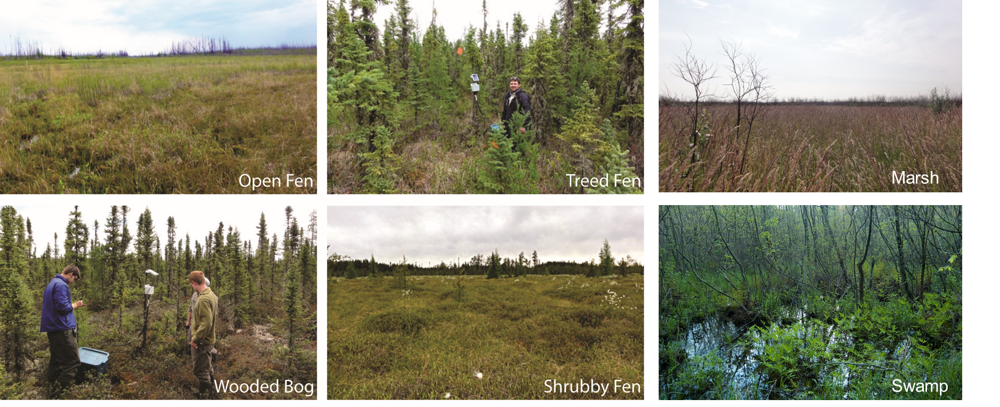 Open Fen
Treed Fen
Marsh
Wooded Bog
Shrubby Fen
Swamp